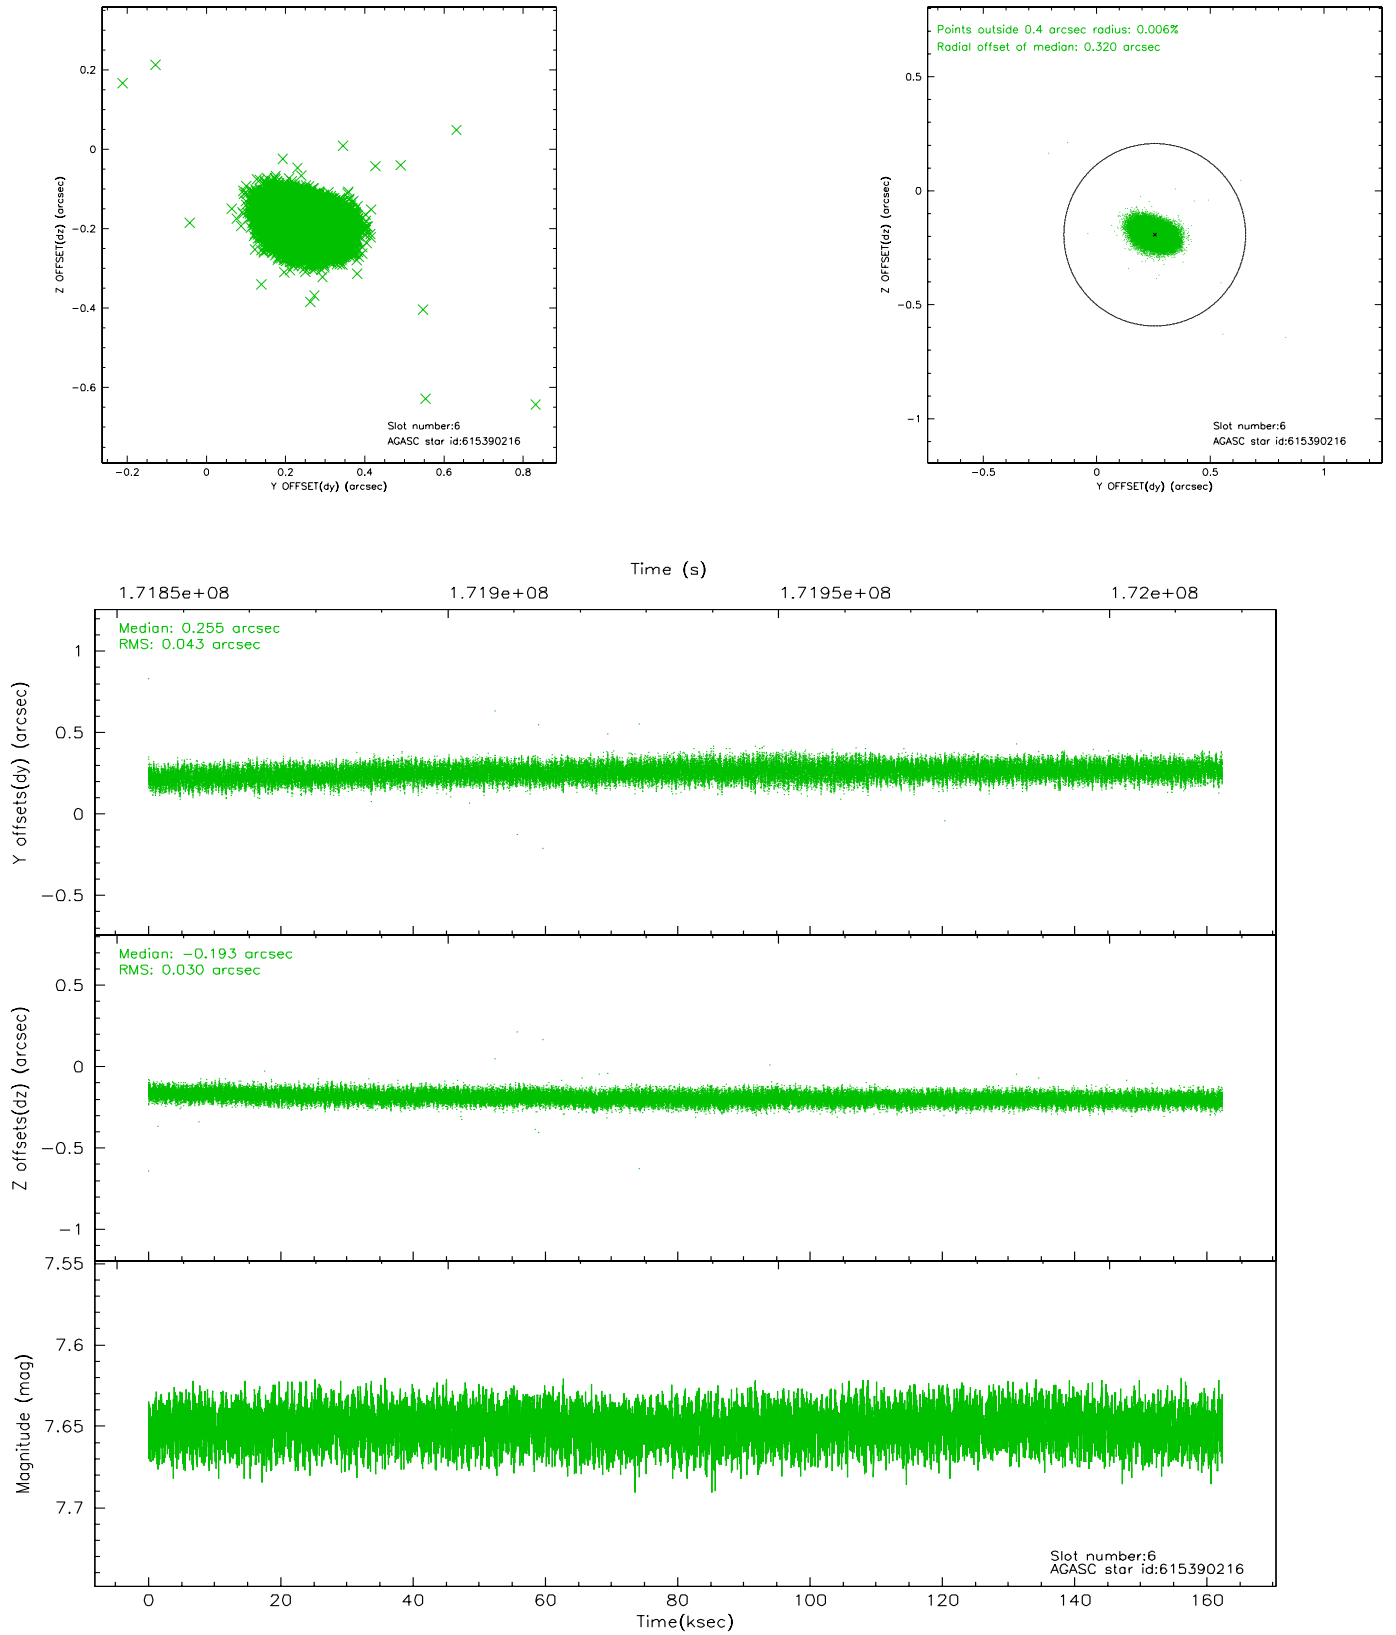 0.2
0
−0.2
−0.4
−0.6
Z OFFSET(dz) (arcsec)
Slot number:6
AGASC star id:615390216
−0.2 0 0.2 0.4 0.6 0.8
Y OFFSET(dy) (arcsec)
Points outside 0.4 arcsec radius: 0.006%
Radial offset of median: 0.320 arcsec
0.5
0
−0.5
−1
Z OFFSET(dz) (arcsec)
Slot number:6
AGASC star id:615390216
−0.5 0 0.5 1
Y OFFSET(dy) (arcsec)
Time (s)
1.7185e+08 1.719e+08 1.7195e+08 1.72e+08
Median: 0.255 arcsec
RMS: 0.043 arcsec
1
0.5
0
−0.5
Y offsets(dy) (arcsec)
Median: −0.193 arcsec
RMS: 0.030 arcsec
0.5
0
−0.5
−1
Z offsets(dz) (arcsec)
7.55
7.6
7.65
7.7
Magnitude (mag)
Slot number:6
AGASC star id:615390216
0 20 40 60 80 100 120 140 160
Time(ksec)